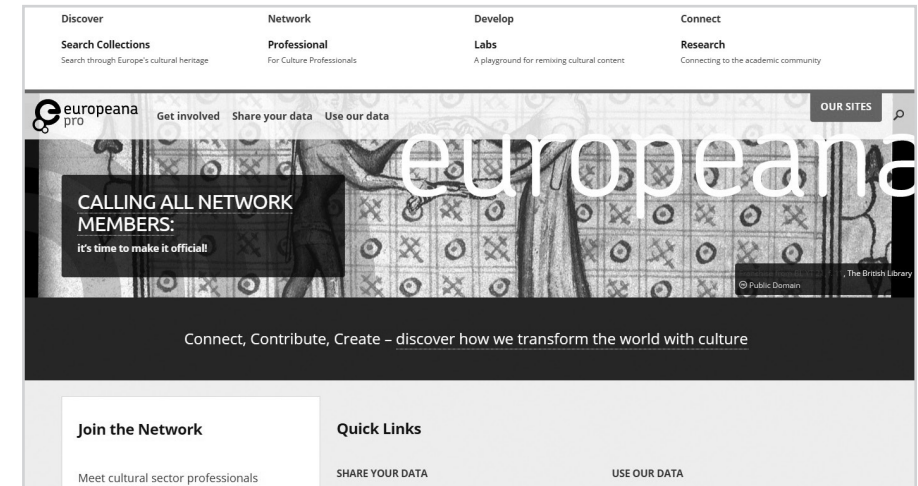 Discover
Network
Develop
Connect
Search Collections
Professional
Labs
Research
Search through Europe's cultural heritage
For Culture Professionals
A playground for remixing cultural content
Connecting to the academic community
europeana
pro
Get involved
Share your data
Use our data
OUR SITES
europeana
CALLING ALL NETWORK
MEMBERS:
it's time to make it official!
, The British Library
Public Domain
Connect, Contribute, Create – discover how we transform the world with culture
Join the Network
Quick Links
Meet cultural sector professionals
SHARE YOUR DATA
USE OUR DATA